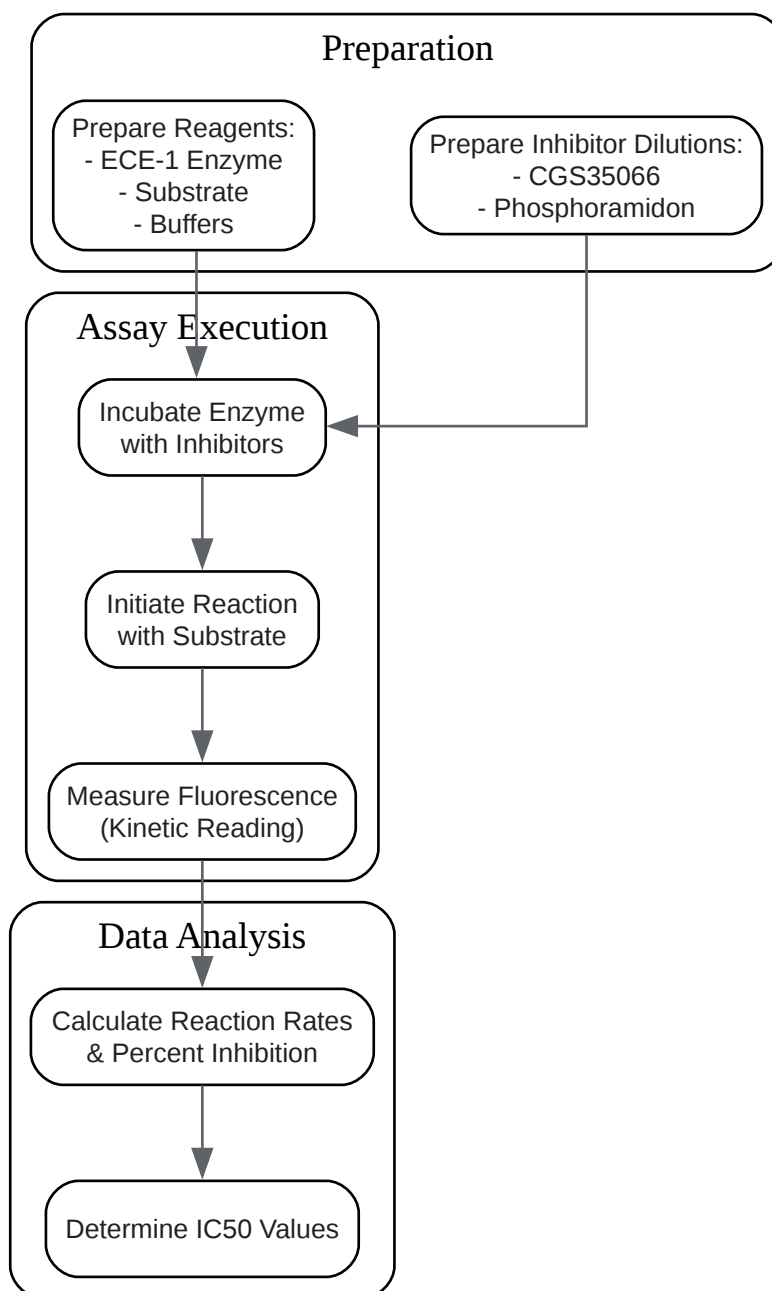 Preparation
Prepare Reagents:
- ECE-1 Enzyme
- Substrate
- Buffers
Prepare Inhibitor Dilutions:
- CGS35066
- Phosphoramidon
Assay Execution
Incubate Enzyme
with Inhibitors
Initiate Reaction
with Substrate
Measure Fluorescence
(Kinetic Reading)
Data Analysis
Calculate Reaction Rates
& Percent Inhibition
Determine IC50 Values